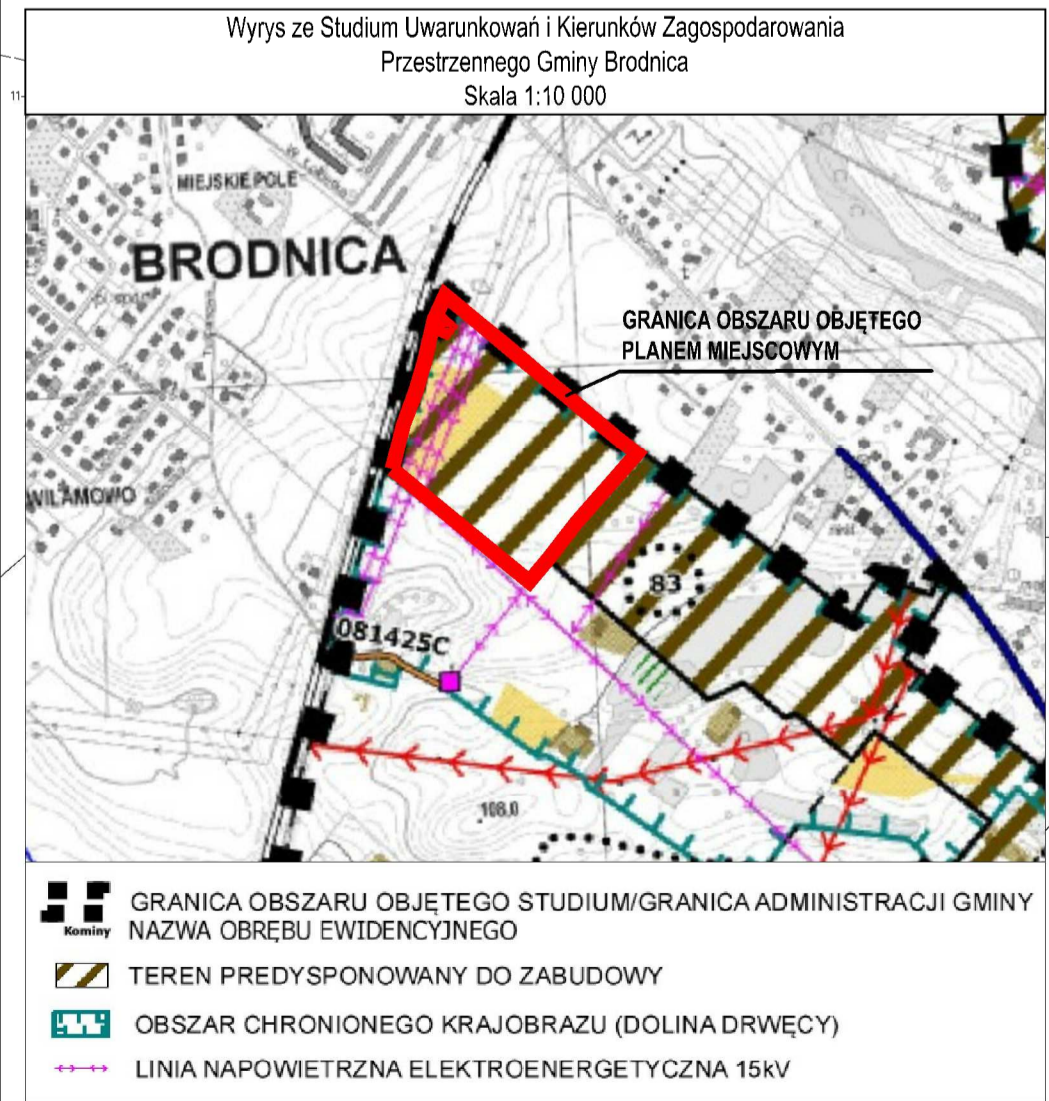 Wyrys ze Studium Uwarunkowań i Kierunków Zagospodarowania
Przestrzennego Gminy Brodnica
Skala 1:10 000
11
MIEJSKIE POLE
BRODNICA
GRANICA OBSZARU OBJĘTEGO
PLANEM MIEJSCOWYM
WILAMOWO
83
081425C
108.0
GRANICA OBSZARU OBJĘTEGO STUDIUM/GRANICA ADMINISTRACJI GMINY
Kominy
NAZWA OBRĘBU EWIDENCYJNEGO
TEREN PREDYSPONOWANY DO ZABUDOWY
OBSZAR CHRONIONEGO KRAJOBRAZU (DOLINA DRWĘCY)
LINIA NAPOWIETRZNA ELEKTROENERGETYCZNA 15kV